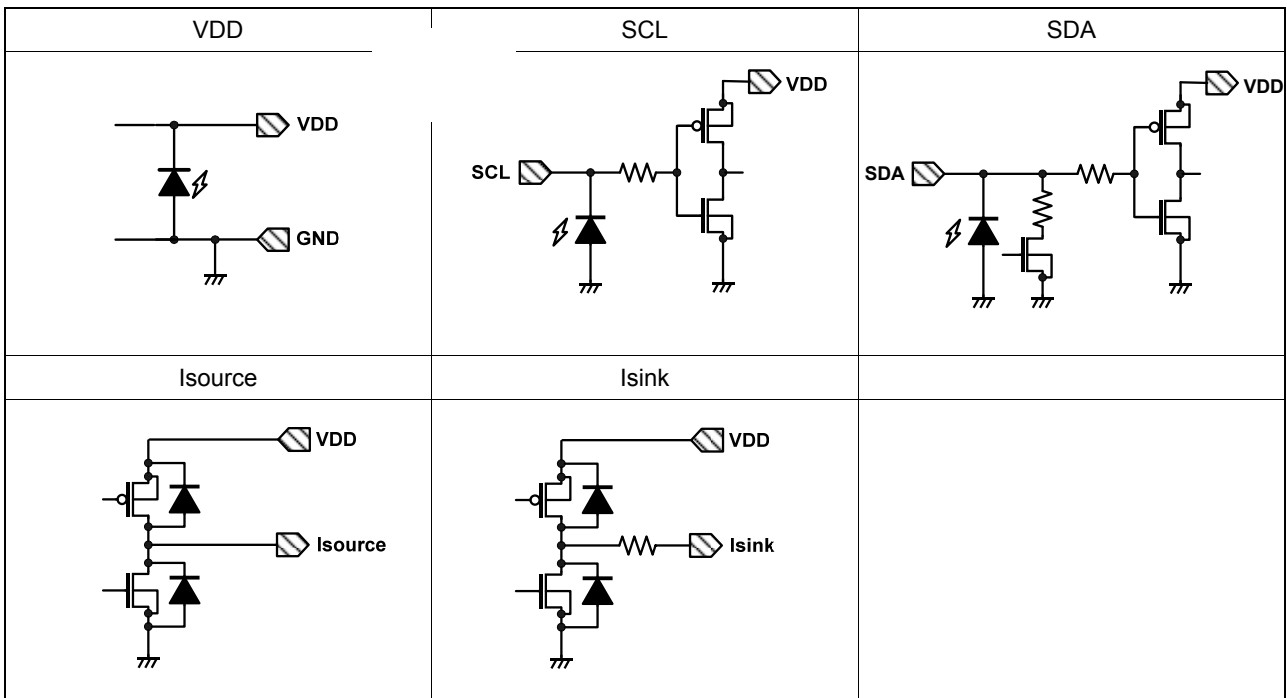 VDD
SCL
SDA
VDD
GND
SCL
VDD
SDA
VDD
Isource
Isink
VDD
Isource
VDD
Isink